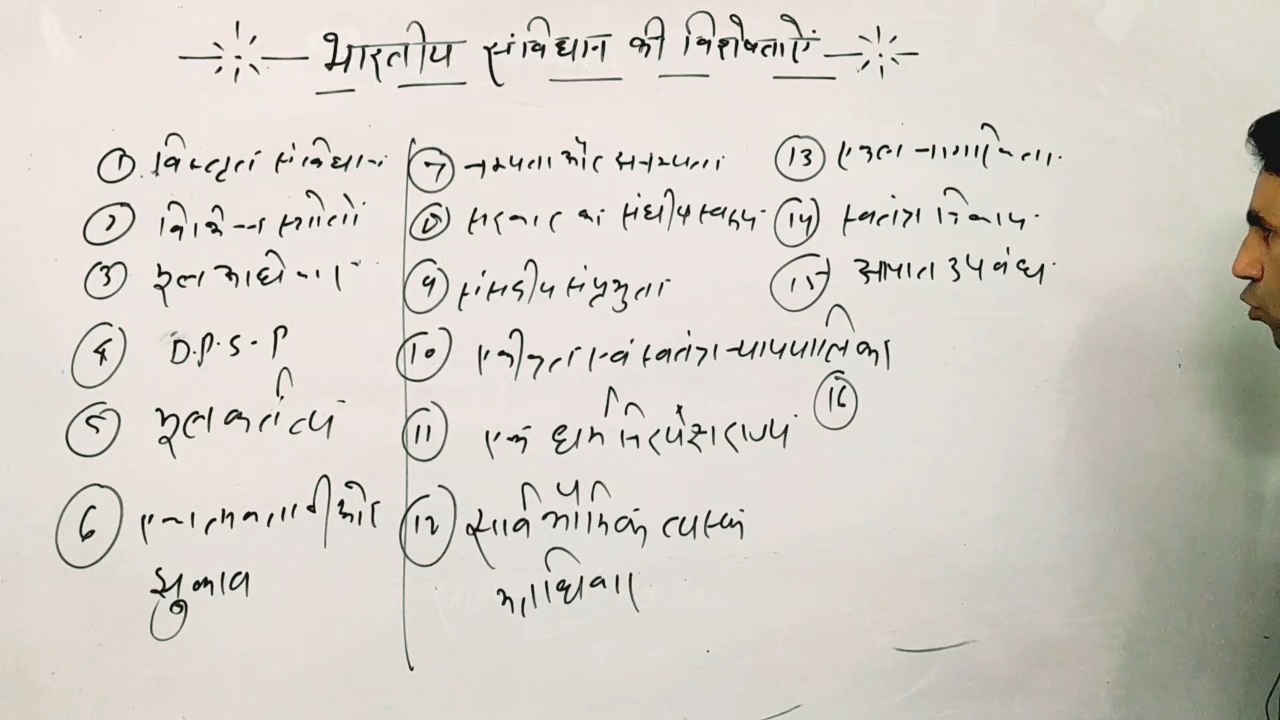 भारतीय संविधान की विशेषताऐं
① विस्तृत संविधान
② विभिन्न स्रोतों
③ मूल अधिकार
④ D.P.S.P
⑤ मूल कर्तव्य
⑥ एकात्मकता की ओर
झुकाव
⑦ नम्यता और अनम्यता
⑧ सरकार का संघीय स्वरूप
⑨ संसदीय संप्रभुता
⑩ एकीकृत एवं स्वतंत्र न्यायपालिका
⑪ एक धर्मनिरपेक्ष राज्य
⑫ सार्वभौमिक व्यस्क
मताधिकार
⑬ एकल नागरिकता
⑭ स्वतंत्र निकाय
⑮ आपात उपबंध
⑯